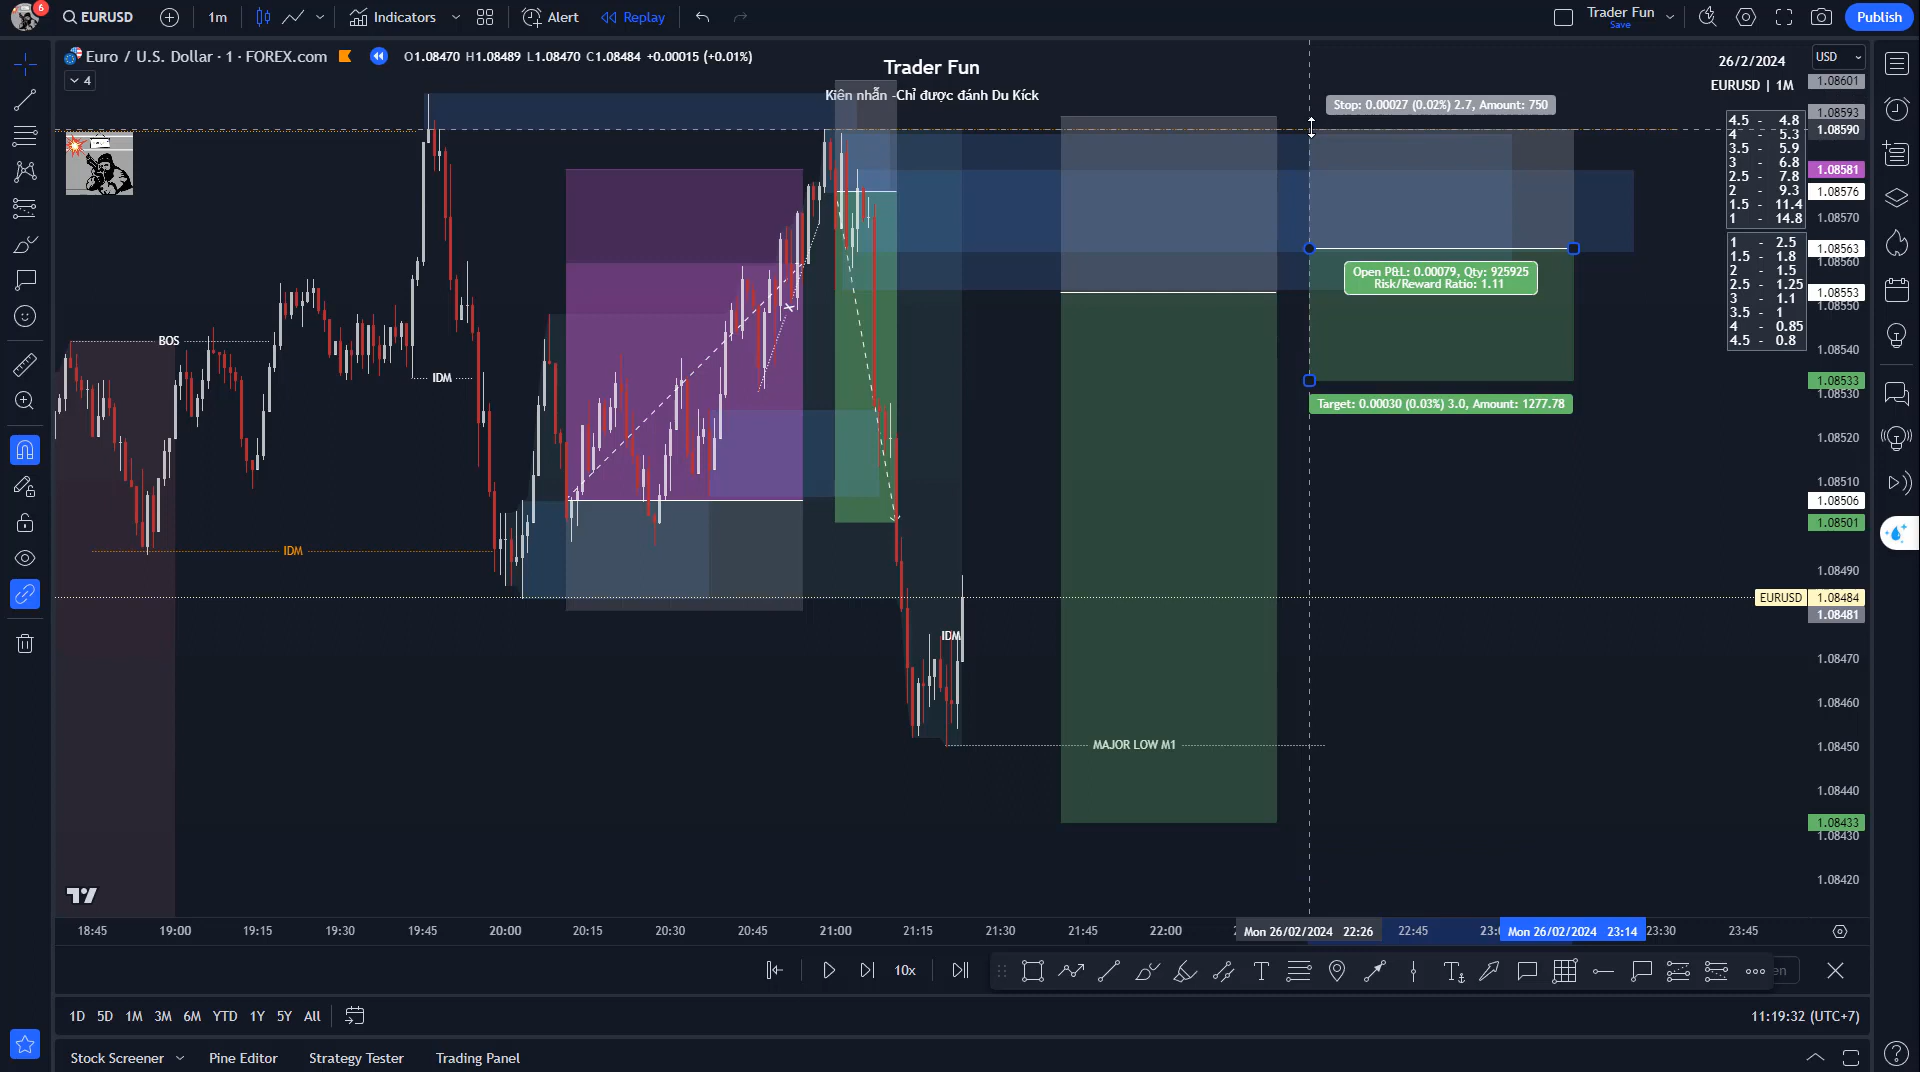 6
EURUSD
1m
Indicators
Alert
Replay
Trader Fun
Save
Publish
Euro / U.S. Dollar · 1 · FOREX.com
O1.08470 H1.08489 L1.08470 C1.08484 +0.00015 (+0.01%)
4
Trader Fun
Kiên nhẫn -Chỉ được đánh Du Kích
26/2/2024
EURUSD | 1M
USD
Stop: 0.00027 (0.02%) 2.7, Amount: 750
4.5 - 4.8
4 - 5.3
3.5 - 5.9
3 - 6.8
2.5 - 7.8
2 - 9.3
1.5 - 11.4
1 - 14.8
1 - 2.5
1.5 - 1.8
2 - 1.5
2.5 - 1.25
3 - 1.1
3.5 - 1
4 - 0.85
4.5 - 0.8
Open P&L: 0.00079, Qty: 925925
Risk/Reward Ratio: 1.11
Target: 0.00030 (0.03%) 3.0, Amount: 1277.78
BOS
IDM
IDM
IDM
MAJOR LOW M1
1.08601
1.08593
1.08590
1.08581
1.08576
1.08570
1.08563
1.08560
1.08553
1.08550
1.08540
1.08533
1.08530
1.08520
1.08510
1.08506
1.08501
1.08490
EURUSD 1.08484
1.08481
1.08470
1.08460
1.08450
1.08440
1.08433
1.08430
1.08420
18:45 19:00 19:15 19:30 19:45 20:00 20:15 20:30 20:45 21:00 21:15 21:30 21:45 22:00 Mon 26/02/2024 22:26 22:45 Mon 26/02/2024 23:14 23:30 23:45
10x
1D 5D 1M 3M 6M YTD 1Y 5Y All
11:19:32 (UTC+7)
Stock Screener
Pine Editor
Strategy Tester
Trading Panel